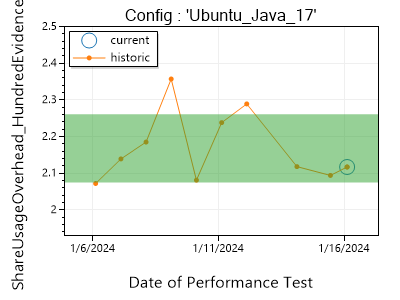 Config : 'Ubuntu_Java_17'
current
historic
ShareUsageOverhead_HundredEvidence
2.5
2.4
2.3
2.2
2.1
2
1/6/2024
1/11/2024
1/16/2024
Date of Performance Test